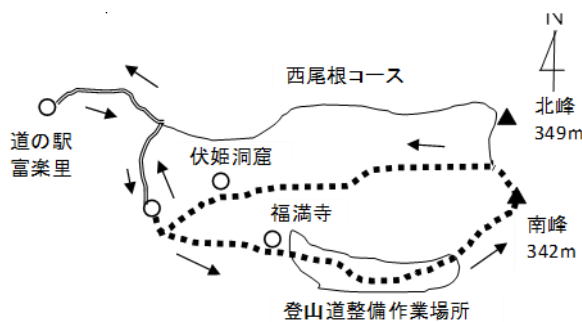 N
西尾根コース
北峰
349m
道の駅
富楽里
伏姫洞窟
福満寺
南峰
342m
登山道整備作業場所